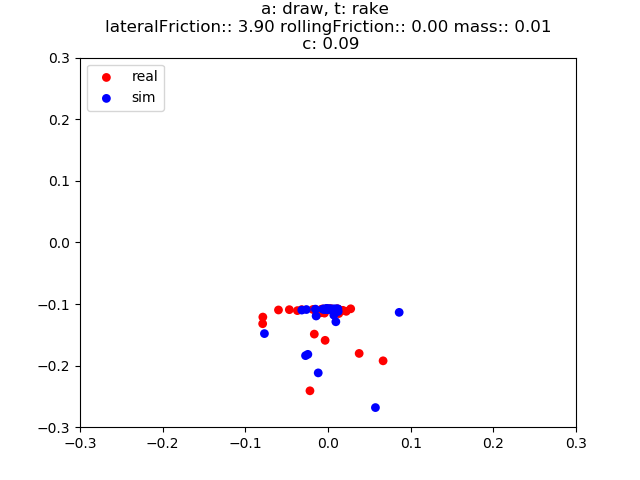 a: draw, t: rake
lateralFriction:: 3.90 rollingFriction:: 0.00 mass:: 0.01
c: 0.09
real
sim
0.3
0.2
0.1
0.0
−0.1
−0.2
−0.3
−0.3 −0.2 −0.1 0.0 0.1 0.2 0.3